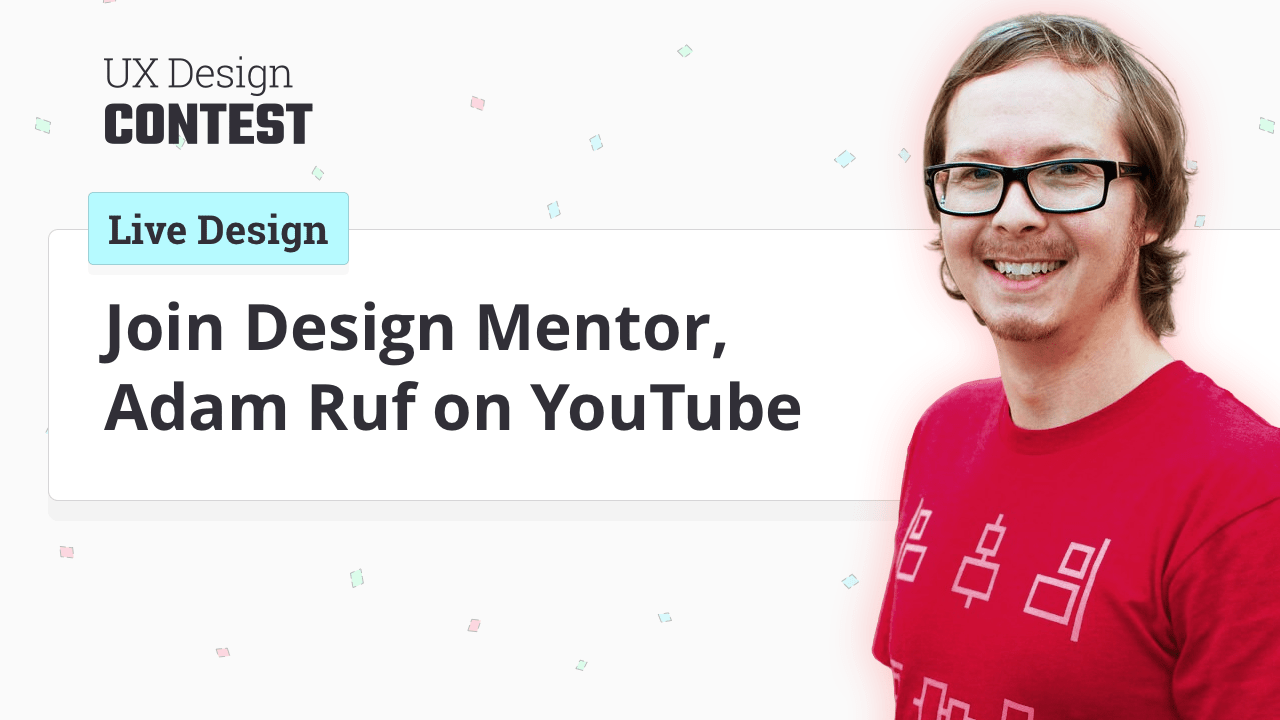 UX Design
CONTEST
Live Design
Join Design Mentor,
Adam Ruf on YouTube